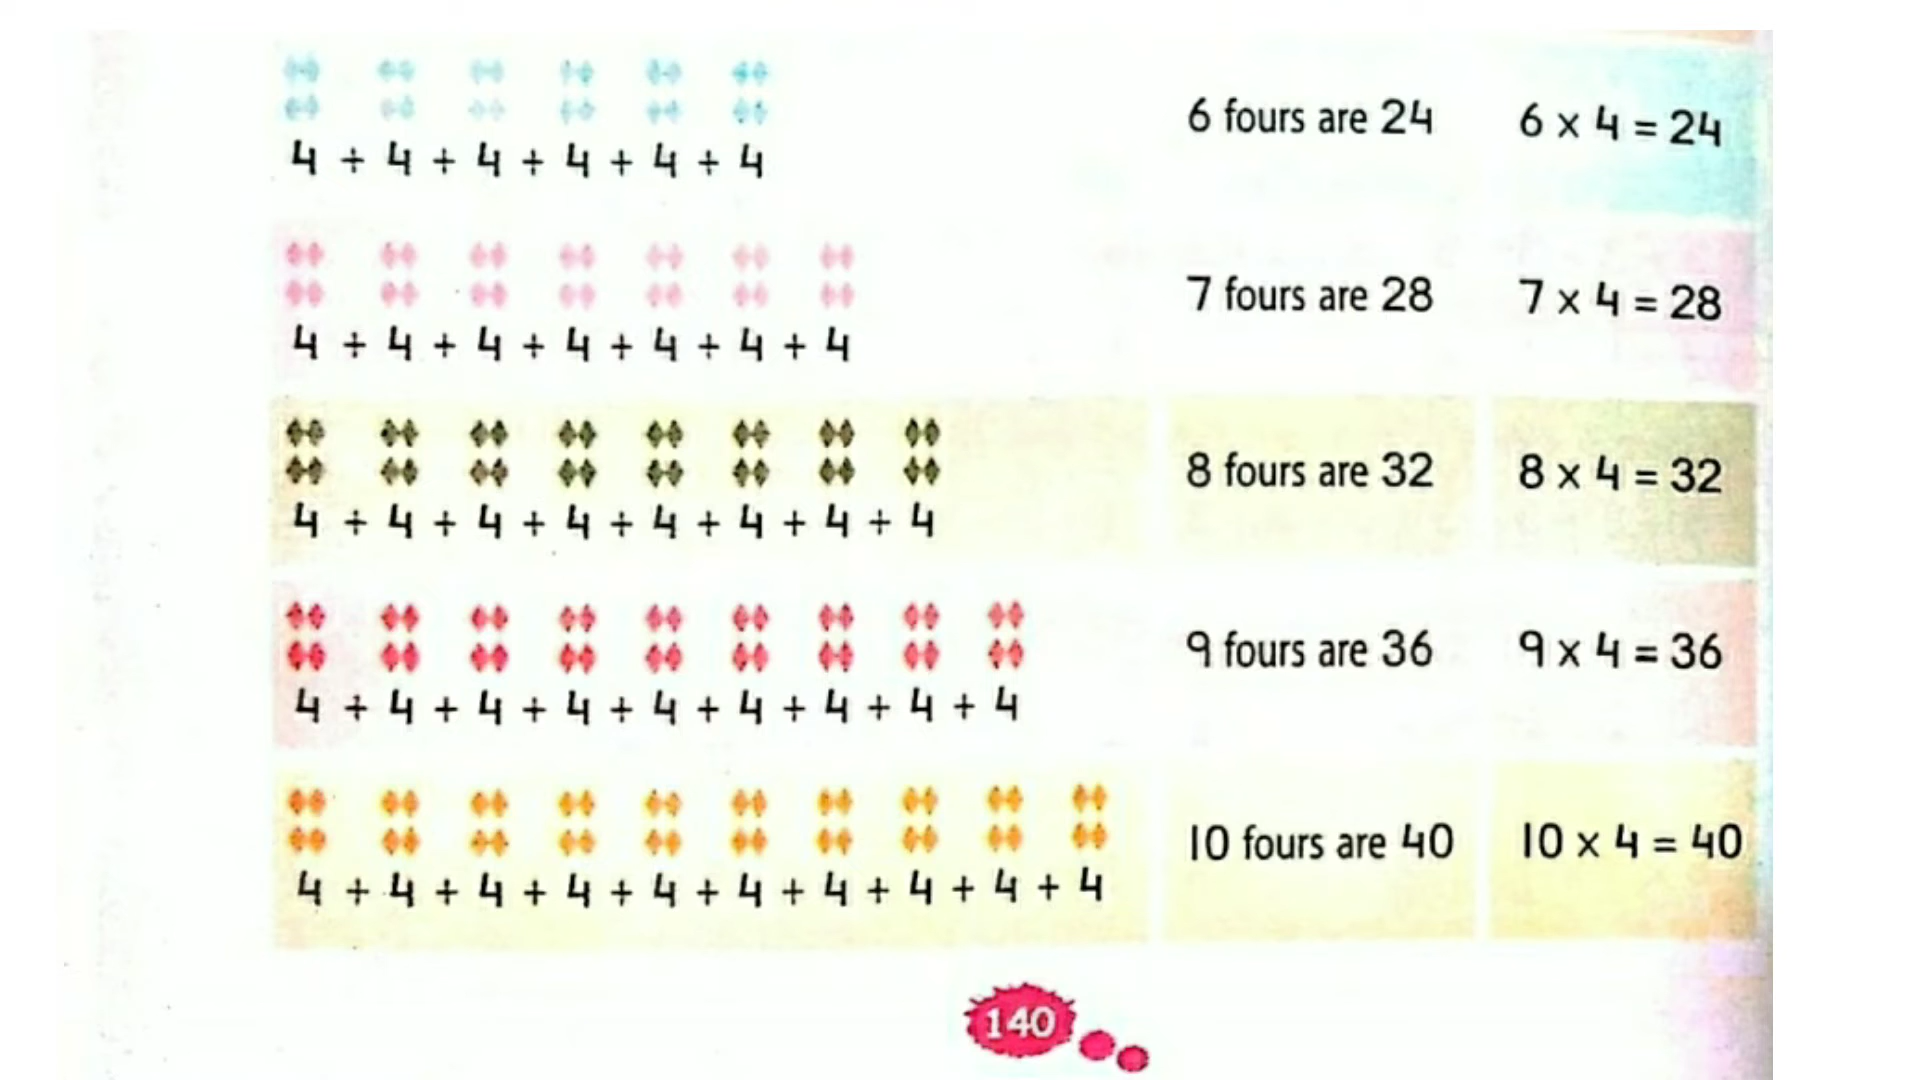 4 + 4 + 4 + 4 + 4 + 4
6 fours are 24
6 x 4 = 24
4 + 4 + 4 + 4 + 4 + 4 + 4
7 fours are 28
7 x 4 = 28
4 + 4 + 4 + 4 + 4 + 4 + 4 + 4
8 fours are 32
8 x 4 = 32
4 + 4 + 4 + 4 + 4 + 4 + 4 + 4 + 4
9 fours are 36
9 x 4 = 36
4 + 4 + 4 + 4 + 4 + 4 + 4 + 4 + 4 + 4
10 fours are 40
10 x 4 = 40
140